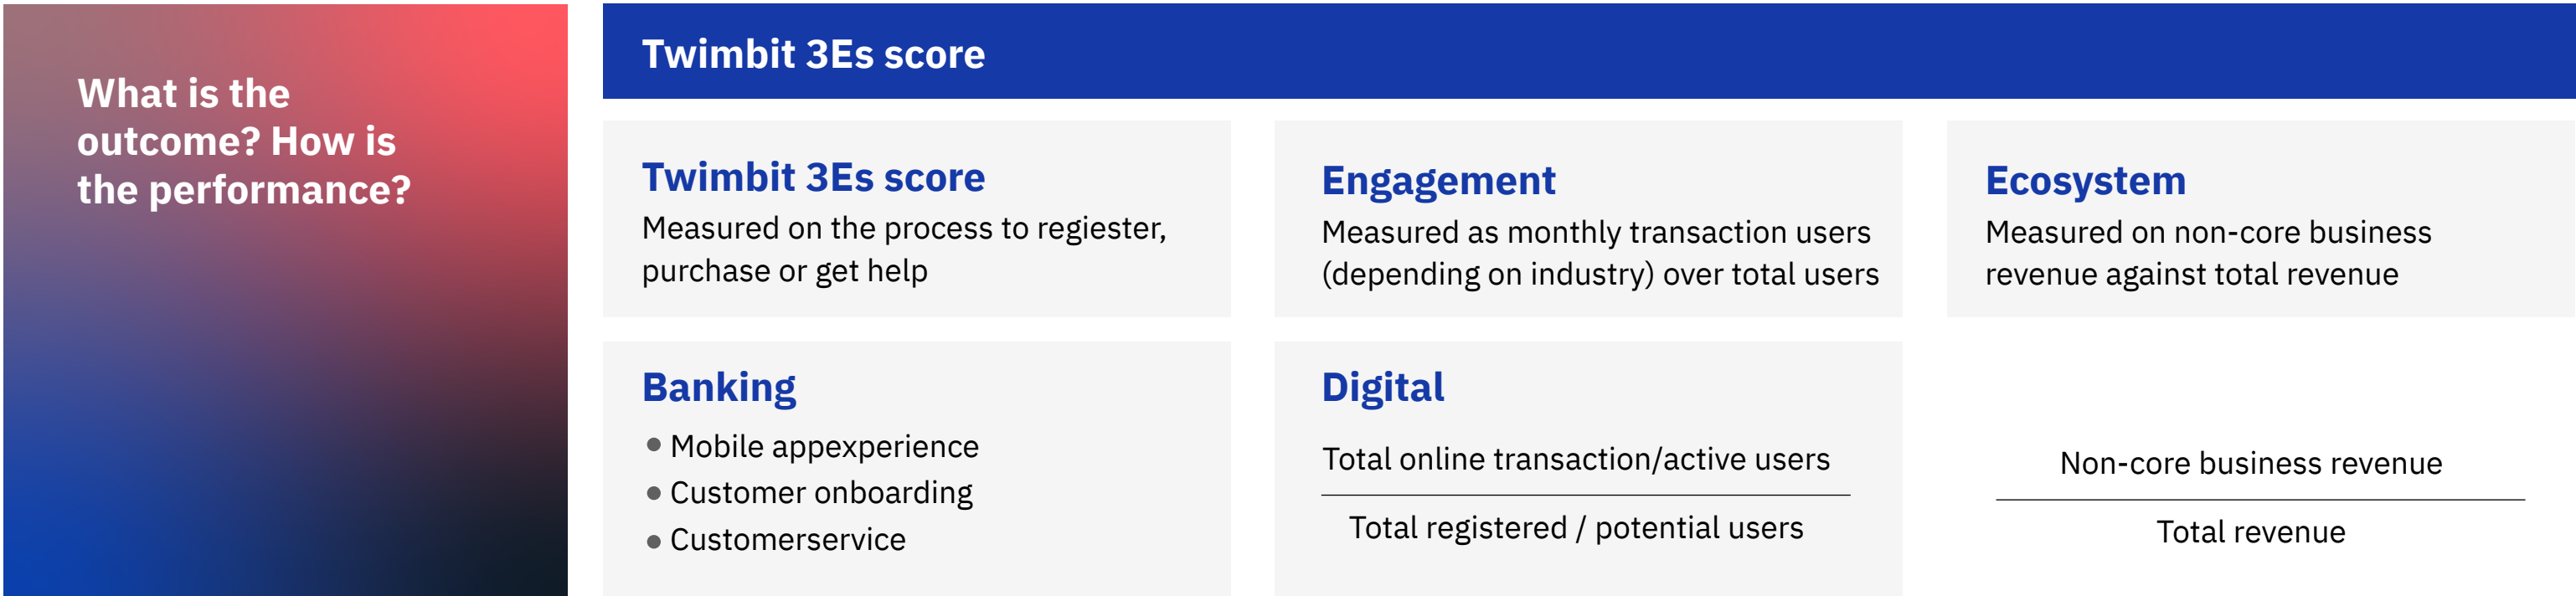 What is the
outcome? How is
the performance?
Twimbit 3Es score
Twimbit 3Es score
Measured on the process to regiester,
purchase or get help
Engagement
Measured as monthly transaction users
(depending on industry) over total users
Ecosystem
Measured on non-core business
revenue against total revenue
Banking
Mobile appexperience
Customer onboarding
Customerservice
Digital
Total online transaction/active users
Total registered / potential users
Non-core business revenue
Total revenue